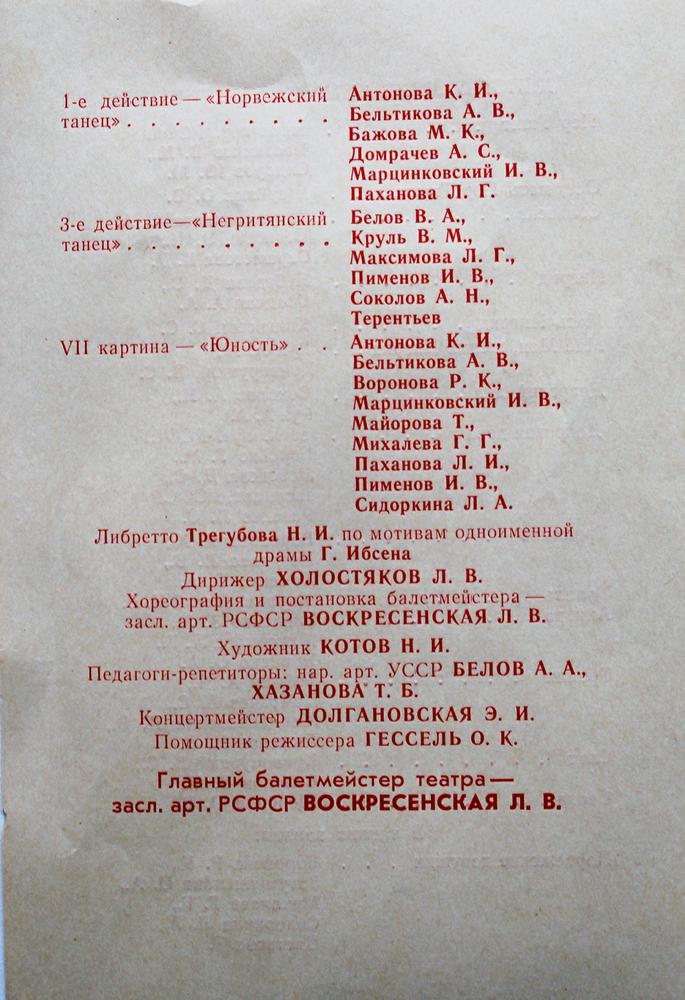 1-е действие — «Норвежский
танец» . . . . . . . . .
Антонова К. И.,
Бельтикова А. В.,
Бажова М. К.,
Домрачев А. С.,
Марцинковский И. В.,
Паханова Л. Г.
3-е действие—«Негритянский
танец» . . . . . . . . .
Белов В. А.,
Круль В. М.,
Максимова Л. Г.,
Пименов И. В.,
Соколов А. Н.,
Терентьев
VII картина — «Юность» . .
Антонова К. И.,
Бельтикова А. В.,
Воронова Р. К.,
Марцинковский И. В.,
Майорова Т.,
Михалева Г. Г.,
Паханова Л. И.,
Пименов И. В.,
Сидоркина Л. А.
Либретто Трегубова Н. И. по мотивам одноименной
драмы Г. Ибсена
Дирижер ХОЛОСТЯКОВ Л. В.
Хореография и постановка балетмейстера —
засл. арт. РСФСР ВОСКРЕСЕНСКАЯ Л. В.
Художник КОТОВ Н. И.
Педагоги-репетиторы: нар. арт. УССР БЕЛОВ А. А.,
ХАЗАНОВА Т. Б.
Концертмейстер ДОЛГАНОВСКАЯ Э. И.
Помощник режиссера ГЕССЕЛЬ О. К.
Главный балетмейстер театра —
засл. арт. РСФСР ВОСКРЕСЕНСКАЯ Л. В.